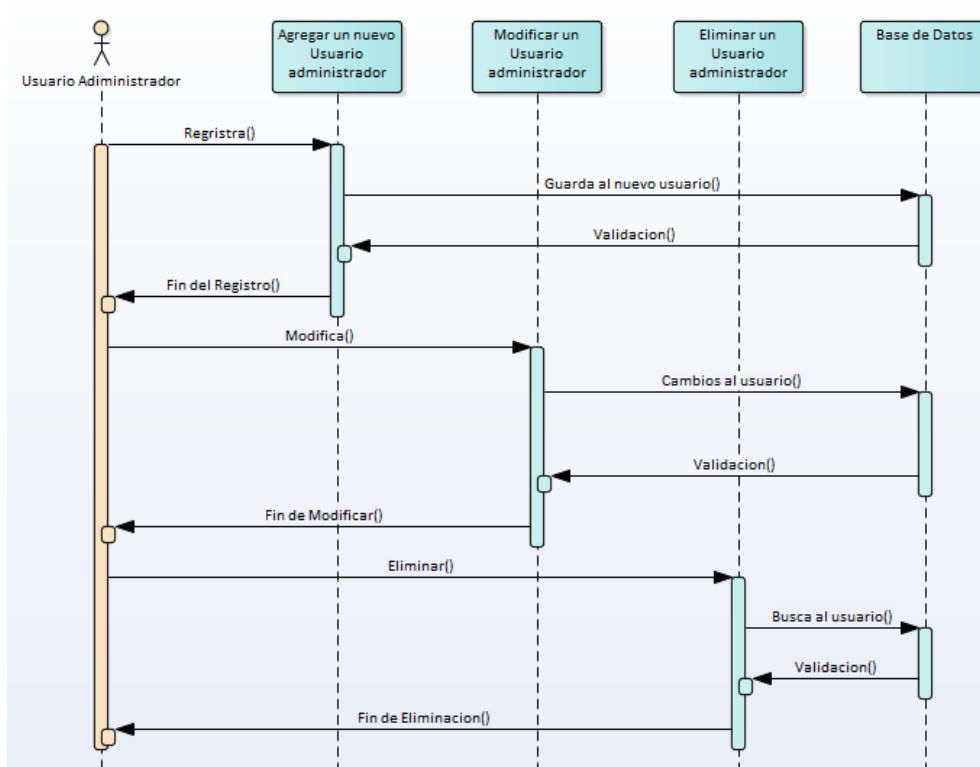 Usuario Administrador
Agregar un nuevo
Usuario
administrador
Modificar un
Usuario
administrador
Eliminar un
Usuario
administrador
Base de Datos
Regristra()
Guarda al nuevo usuario()
Validacion()
Fin del Registro()
Modifica()
Cambios al usuario()
Validacion()
Fin de Modificar()
Eliminar()
Busca al usuario()
Validacion()
Fin de Eliminacion()